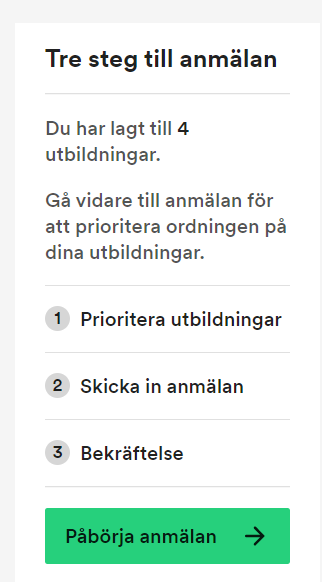 Tre steg till anmälan
Du har lagt till 4
utbildningar.
Gå vidare till anmälan för
att prioritera ordningen på
dina utbildningar.
1 Prioritera utbildningar
2 Skicka in anmälan
3 Bekräftelse
Påbörja anmälan →